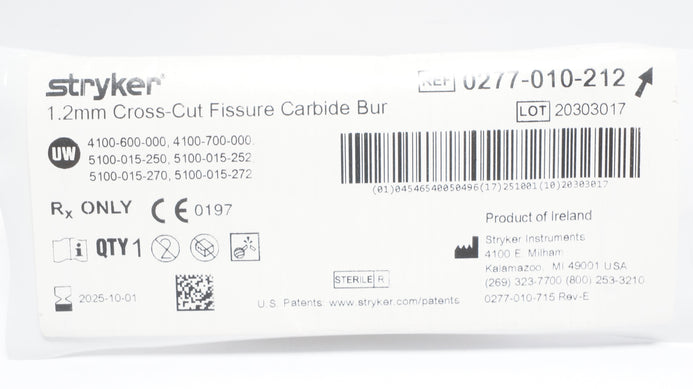 stryker
REF 0277-010-212
1.2mm Cross-Cut Fissure Carbide Bur
LOT 20303017
UW
4100-600-000, 4100-700-000.
5100-015-250, 5100-015-252
5100-015-270, 5100-015-272
(01)04546540050496(17)251001(10)20303017
Rx ONLY CE 0197
Product of Ireland
i QTY 1 2
Stryker Instruments
4100 E. Milham
Kalamazoo, MI 49001 USA
(269) 323-7700 (800) 253-3210
0277-010-715 Rev-E
2025-10-01
STERILE R
U.S. Patents: www.stryker.com/patents